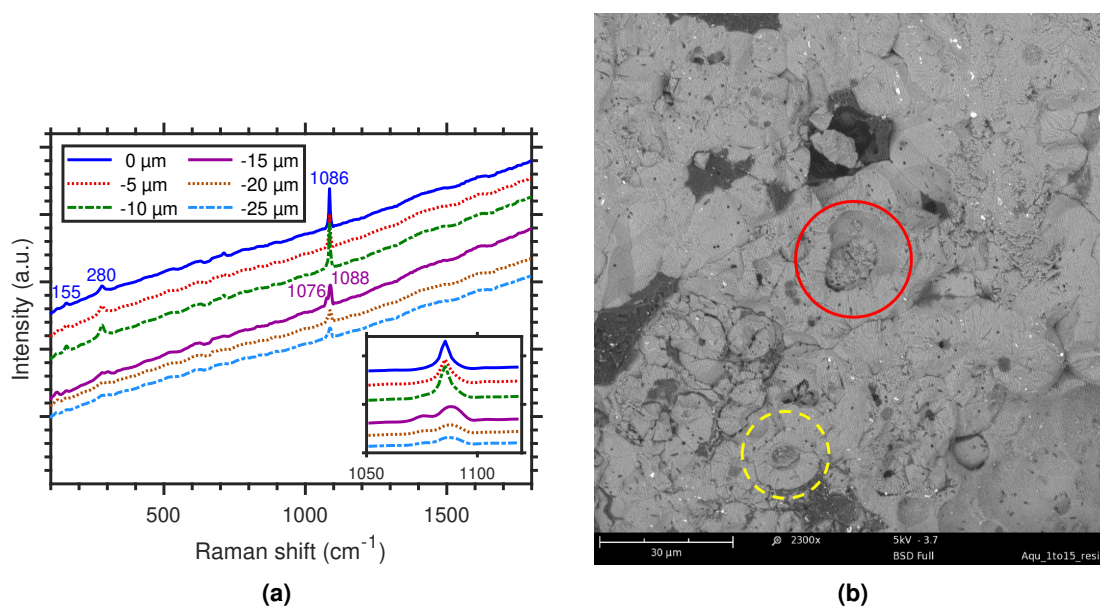 0 µm
-5 µm
-10 µm
-15 µm
-20 µm
-25 µm
1086
155
280
1076
1088
1050
1100
500
1000
1500
Intensity (a.u.)
Raman shift (cm⁻¹)
(a)
30 µm
2300x
5kV - 3.7
BSD Full
Aqu_1to15_resi
(b)